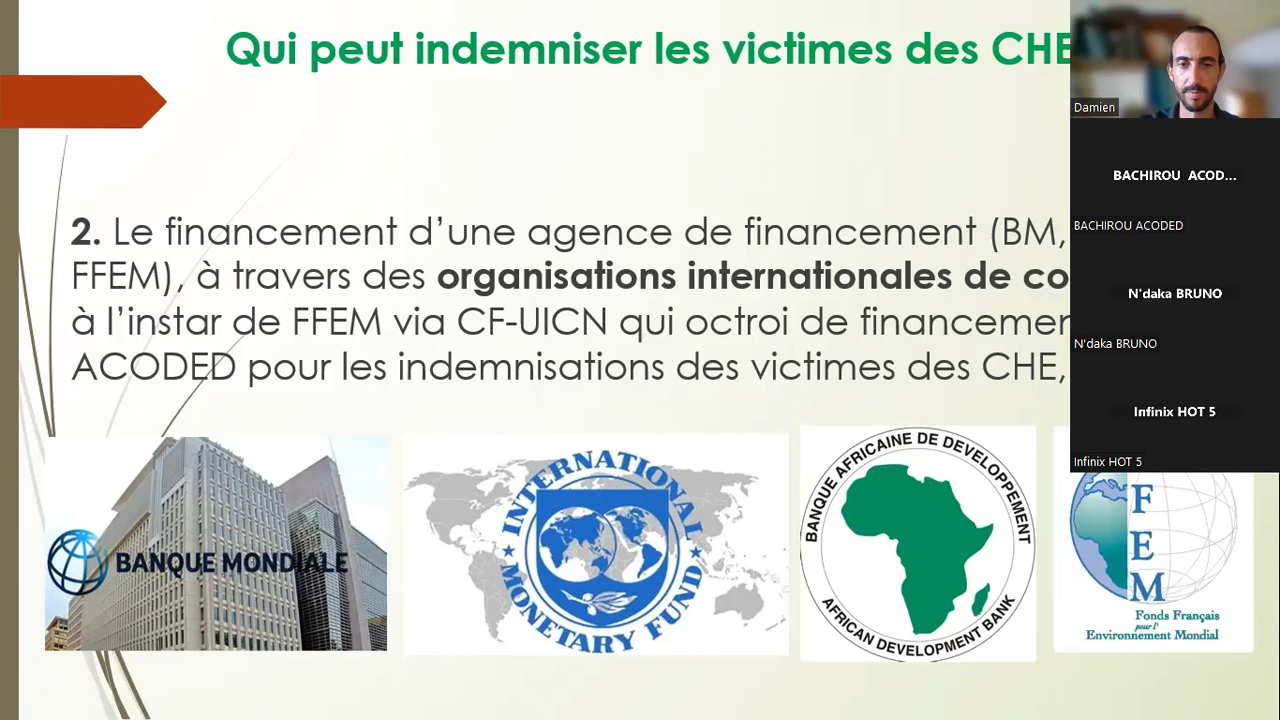 Qui peut indemniser les victimes des CHE
2. Le financement d’une agence de financement (BM,
FFEM), à travers des organisations internationales de co
à l’instar de FFEM via CF-UICN qui octroi de financemen
ACODED pour les indemnisations des victimes des CHE,
BANQUE MONDIALE
INTERNATIONAL
MONETARY FUND
BANQUE AFRICAINE DE DEVELOPPEMENT
AFRICAN DEVELOPMENT BANK
F
E
M
Fonds Français
pour l'
Environnement Mondial
Damien
BACHIROU ACOD...
BACHIROU ACODED
N'daka BRUNO
N'daka BRUNO
Infinix HOT 5
Infinix HOT 5